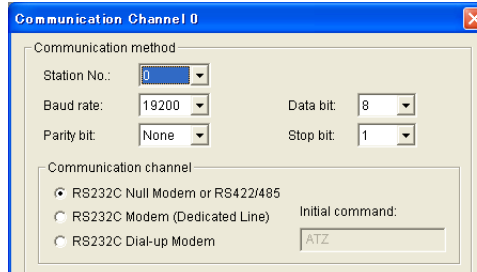 Communication Channel 0
Communication method
Station No.: 0
Baud rate: 19200 Data bit: 8
Parity bit: None Stop bit: 1
Communication channel
RS232C Null Modem or RS422/485
RS232C Modem (Dedicated Line) Initial command:
RS232C Dial-up Modem ATZ